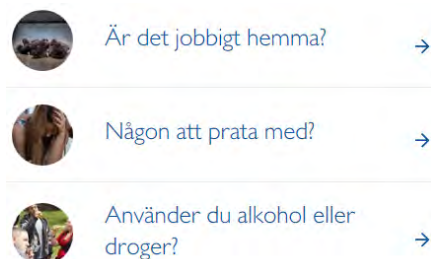 Är det jobbigt hemma?
Någon att prata med?
Använder du alkohol eller
droger?